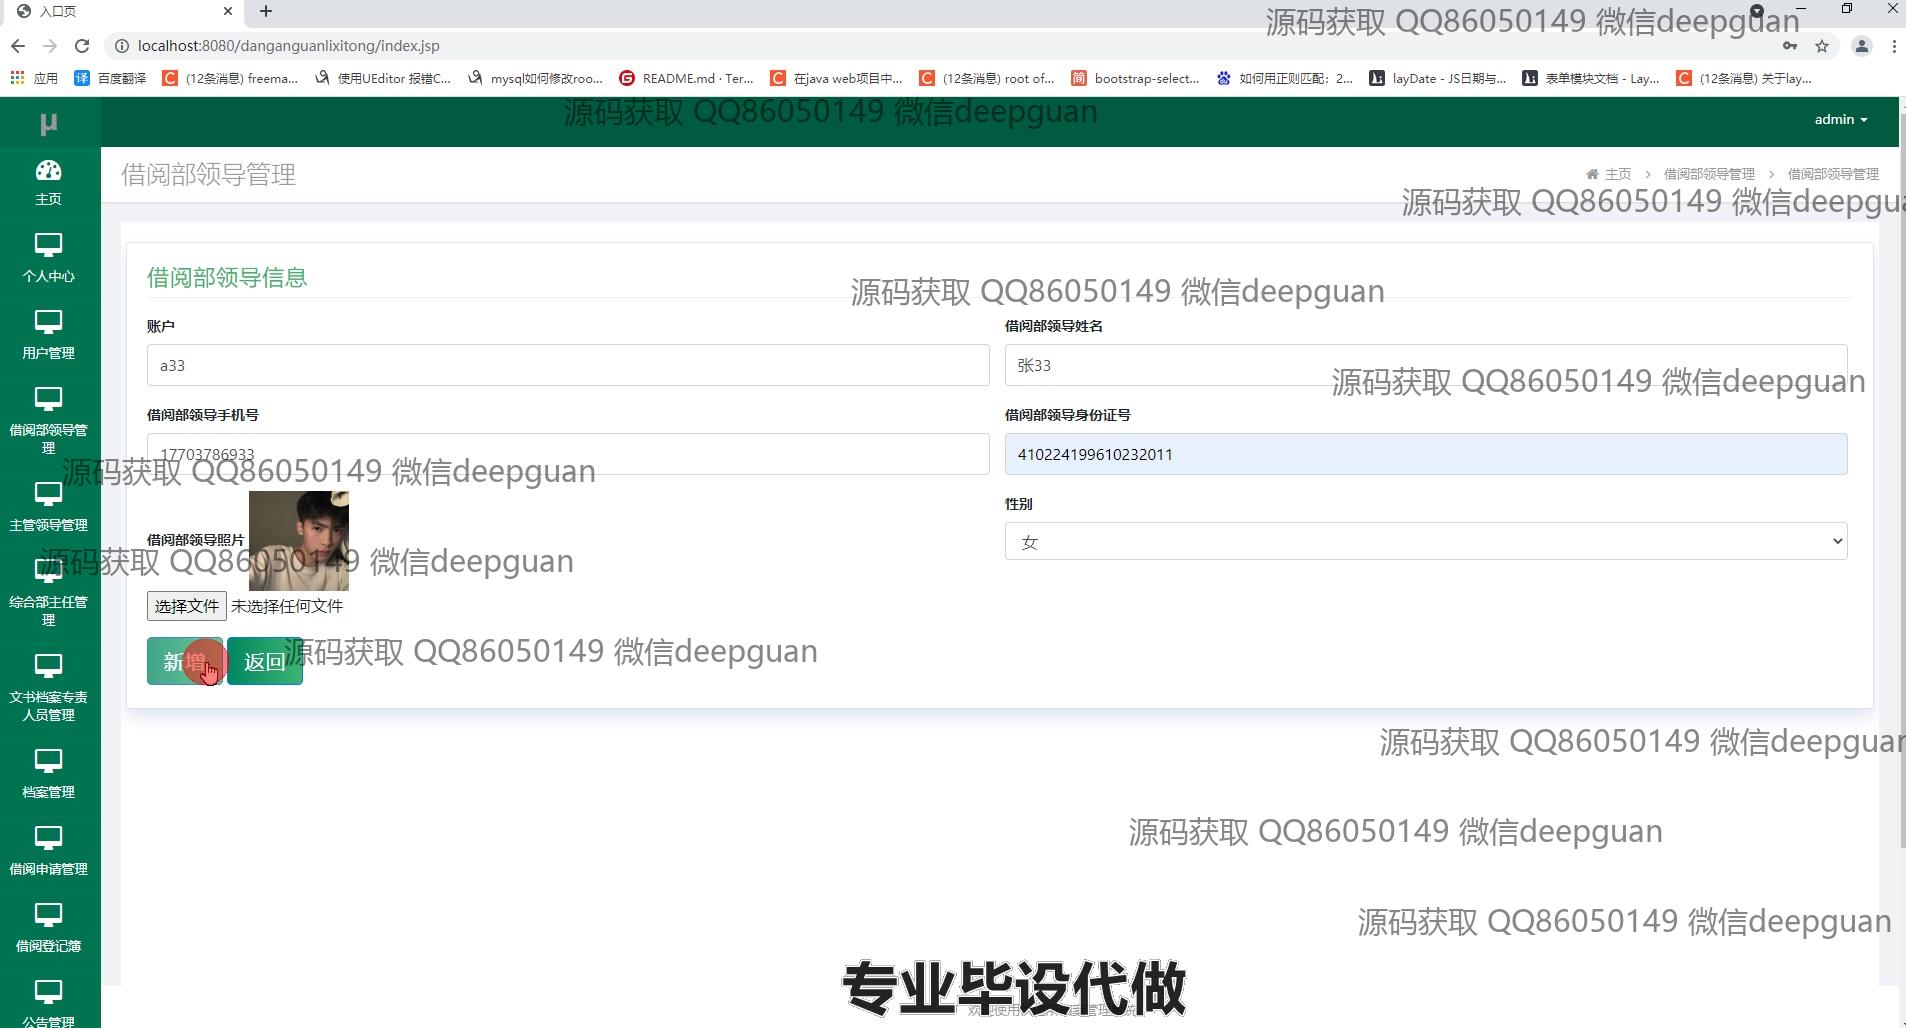 入口页
源码获取 QQ86050149 微信deepguan
localhost:8080/danganguanlixitong/index.jsp
应用
百度翻译
(12条消息) freema...
使用UEditor 报错C...
mysql如何修改roo...
README.md · Ter...
在java web项目中...
(12条消息) root of...
bootstrap-select...
如何用正则匹配：2...
layDate - JS日期与...
表单模块文档 - Lay...
(12条消息) 关于lay...
源码获取 QQ86050149 微信deepguan
μ
admin
借阅部领导管理
主页 > 借阅部领导管理 > 借阅部领导管理
源码获取 QQ86050149 微信deepgua
主页
个人中心
用户管理
借阅部领导管
理
主管领导管理
综合部主任管
理
文书档案专责
人员管理
档案管理
借阅申请管理
借阅登记簿
公告管理
借阅部领导信息
源码获取 QQ86050149 微信deepguan
账户
a33
借阅部领导姓名
张33
源码获取 QQ86050149 微信deepguan
借阅部领导手机号
17703786933
借阅部领导身份证号
410224199610232011
源码获取 QQ86050149 微信deepguan
借阅部领导照片
性别
女
源码获取 QQ86050149 微信deepguan
选择文件 未选择任何文件
新增
返回
源码获取 QQ86050149 微信deepguan
源码获取 QQ86050149 微信deepguan
源码获取 QQ86050149 微信deepguan
源码获取 QQ86050149 微信deepguan
专业毕设代做